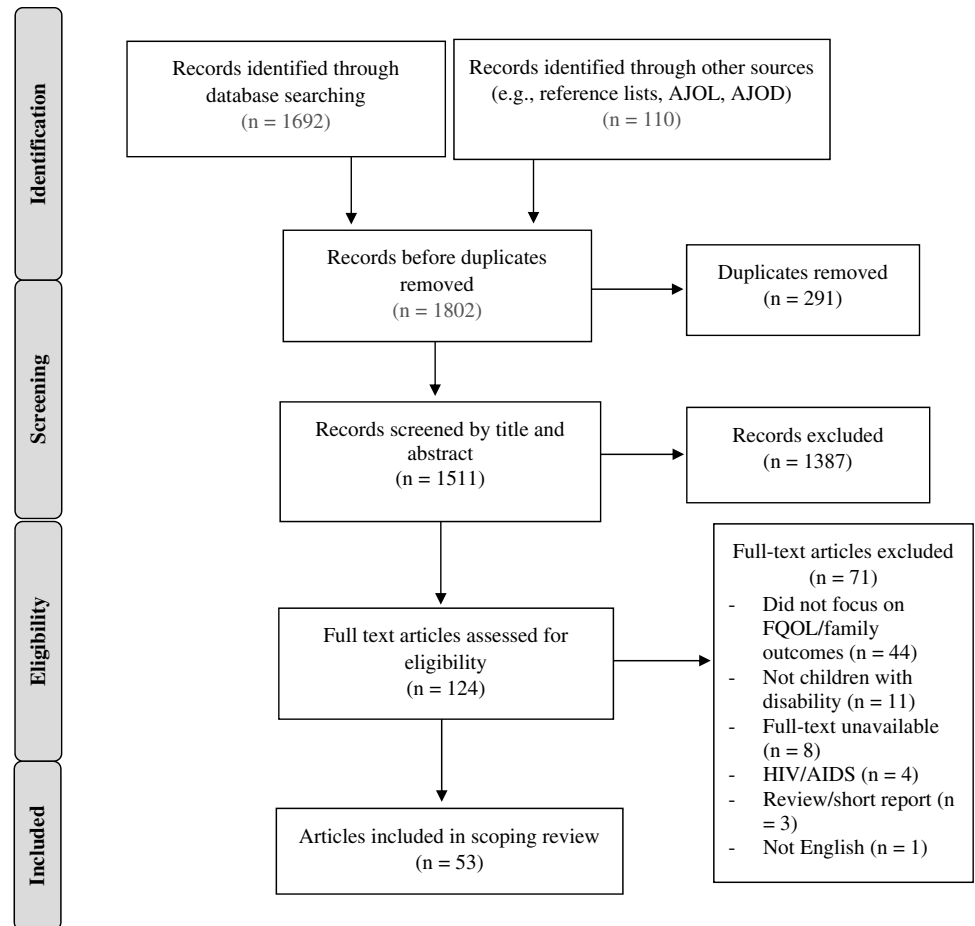 Identification
Records identified through
database searching
(n = 1692)
Records identified through other sources
(e.g., reference lists, AJOL, AJOD)
(n = 110)
Records before duplicates
removed
(n = 1802)
Duplicates removed
(n = 291)
Screening
Records screened by title and
abstract
(n = 1511)
Records excluded
(n = 1387)
Eligibility
Full text articles assessed for
eligibility
(n = 124)
Full-text articles excluded
(n = 71)
- Did not focus on
FQOL/family
outcomes (n = 44)
- Not children with
disability (n = 11)
- Full-text unavailable
(n = 8)
- HIV/AIDS (n = 4)
- Review/short report (n
= 3)
- Not English (n = 1)
Included
Articles included in scoping review
(n = 53)